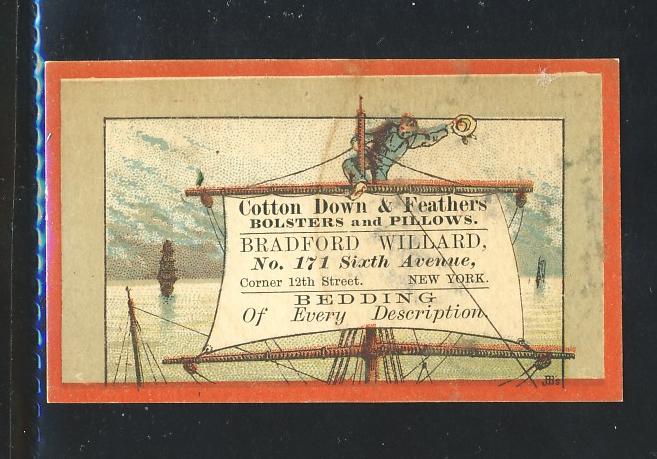 Cotton Down & Feathers
BOLSTERS and PILLOWS.
BRADFORD WILLARD,
No. 171 Sixth Avenue,
Corner 12th Street. NEW YORK.
BEDDING
Of Every Description